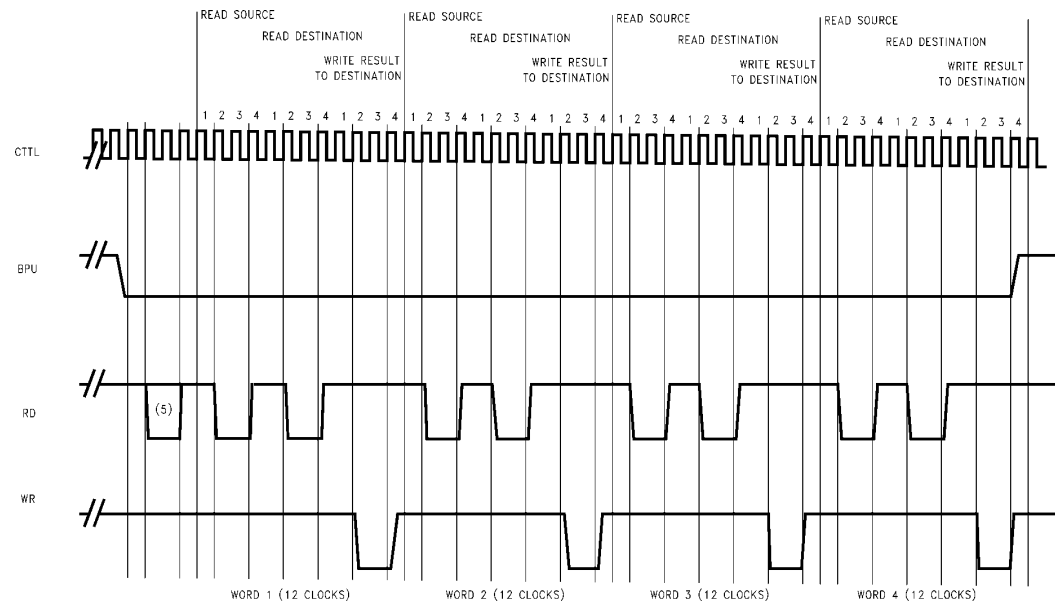 READ SOURCE READ SOURCE READ SOURCE READ SOURCE
READ DESTINATION READ DESTINATION READ DESTINATION READ DESTINATION
WRITE RESULT TO DESTINATION WRITE RESULT TO DESTINATION WRITE RESULT TO DESTINATION WRITE RESULT TO DESTINATION
1 2 3 4 1 2 3 4 1 2 3 4 1 2 3 4 1 2 3 4 1 2 3 4 1 2 3 4 1 2 3 4 1 2 3 4 1 2 3 4 1 2 3 4 1 2 3 4
CTTL
BPU
RD (5)
WR
WORD 1 (12 CLOCKS) WORD 2 (12 CLOCKS) WORD 3 (12 CLOCKS) WORD 4 (12 CLOCKS)